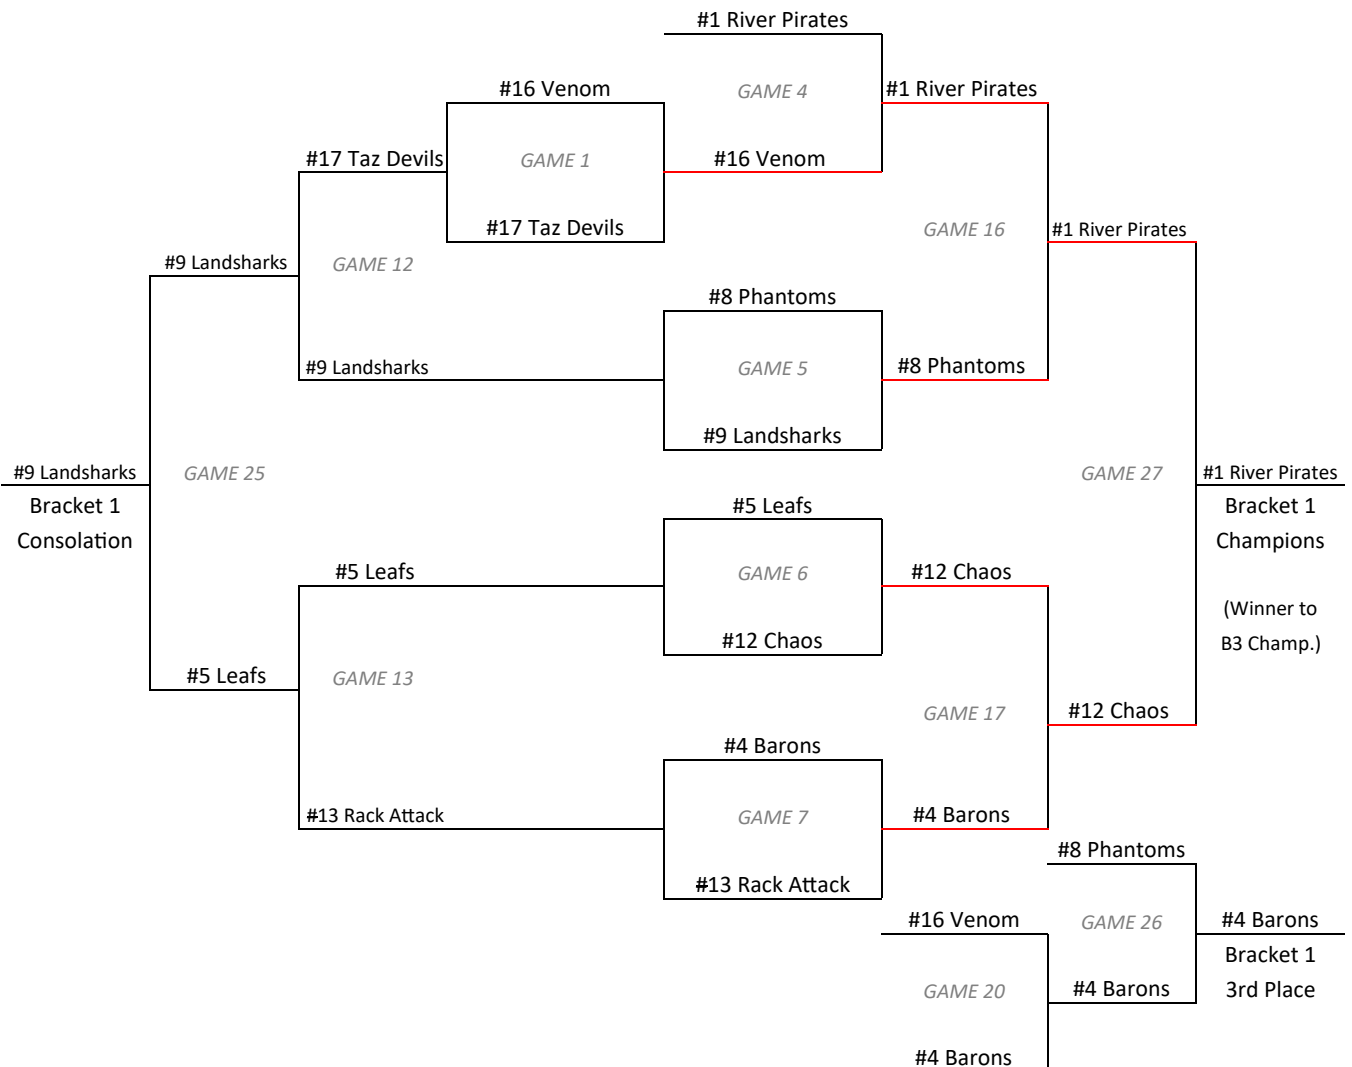 #1 River Pirates
#16 Venom
GAME 4
#1 River Pirates
#17 Taz Devils
GAME 1
#16 Venom
#17 Taz Devils
GAME 16
#1 River Pirates
#9 Landsharks
GAME 12
#8 Phantoms
#9 Landsharks
GAME 5
#8 Phantoms
#9 Landsharks
#9 Landsharks
GAME 25
GAME 27
#1 River Pirates
Bracket 1
Consolation
#5 Leafs
Bracket 1
Champions
#5 Leafs
GAME 6
#12 Chaos
(Winner to
B3 Champ.)
#12 Chaos
#5 Leafs
GAME 13
GAME 17
#12 Chaos
#4 Barons
#13 Rack Attack
GAME 7
#4 Barons
#8 Phantoms
#13 Rack Attack
#16 Venom
GAME 26
#4 Barons
Bracket 1
3rd Place
GAME 20
#4 Barons
#4 Barons